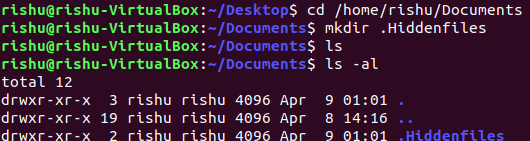 rishu@rishu-VirtualBox:~/Desktop$ cd /home/rishu/Documents
rishu@rishu-VirtualBox:~/Documents$ mkdir .Hiddenfiles
rishu@rishu-VirtualBox:~/Documents$ ls
rishu@rishu-VirtualBox:~/Documents$ ls -al
total 12
drwxr-xr-x  3 rishu rishu 4096 Apr  9 01:01 .
drwxr-xr-x 19 rishu rishu 4096 Apr  8 14:16 ..
drwxr-xr-x  2 rishu rishu 4096 Apr  9 01:01 .Hiddenfiles